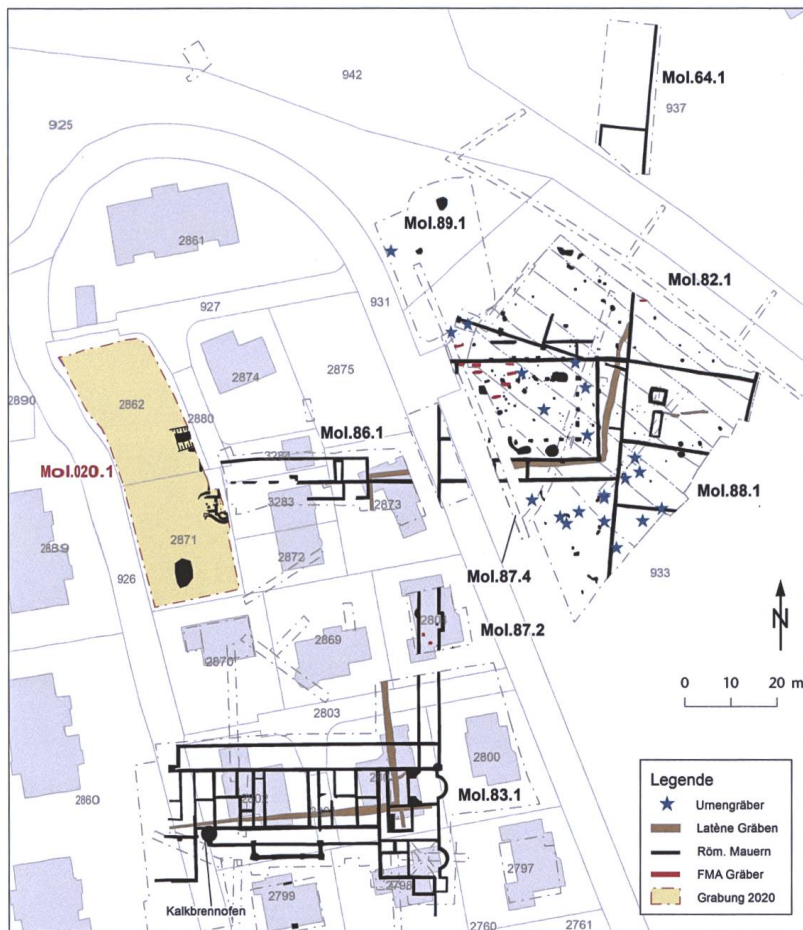 942
Mol.64.1
937
925
Mol.89.1
2861
Mol.82.1
927
931
2874
2875
2890
2862
2880
Mol.86.1
Mol.020.1
3284
3283
2873
Mol.88.1
2871
2872
926
933
Mol.87.4
Mol.87.2
2869
2870
N
0 10 20 m
2803
2800
Mol.83.1
2860
2797
2798
2799
Kalkbrennofen
2760
2761
Legende
Urnengräber
Latène Gräben
Röm. Mauern
FMA Gräber
Grabung 2020